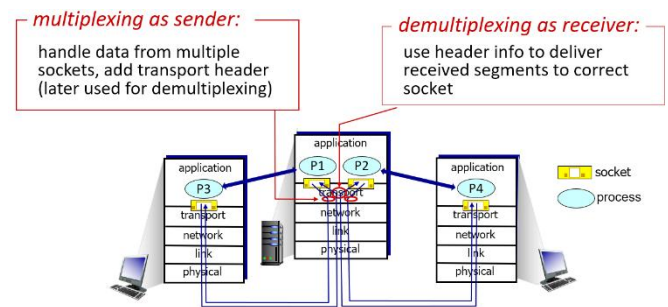 multiplexing as sender:
handle data from multiple
sockets, add transport header
(later used for demultiplexing)
demultiplexing as receiver:
use header info to deliver
received segments to correct
socket
application
P3
transport
network
link
physical
application
P1
P2
transport
network
link
physical
application
P4
transport
network
link
physical
socket
process